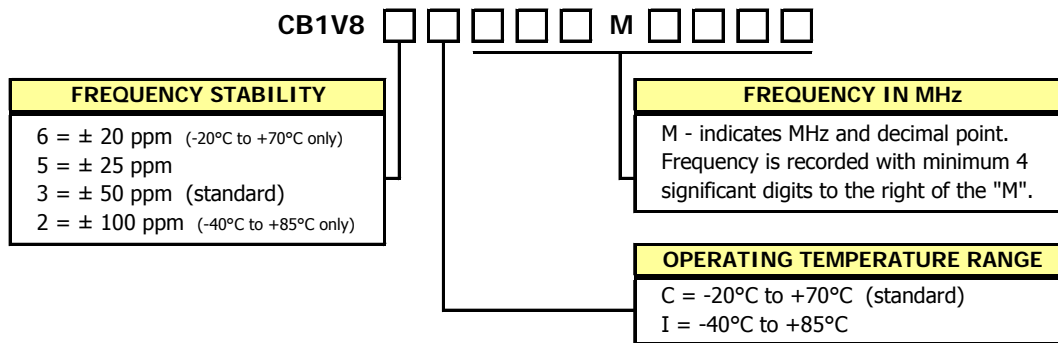 CB1V8 M
FREQUENCY STABILITY
6 = ± 20 ppm (-20°C to +70°C only)
5 = ± 25 ppm
3 = ± 50 ppm (standard)
2 = ± 100 ppm (-40°C to +85°C only)
FREQUENCY IN MHz
M - indicates MHz and decimal point.
Frequency is recorded with minimum 4
significant digits to the right of the "M".
OPERATING TEMPERATURE RANGE
C = -20°C to +70°C (standard)
I = -40°C to +85°C